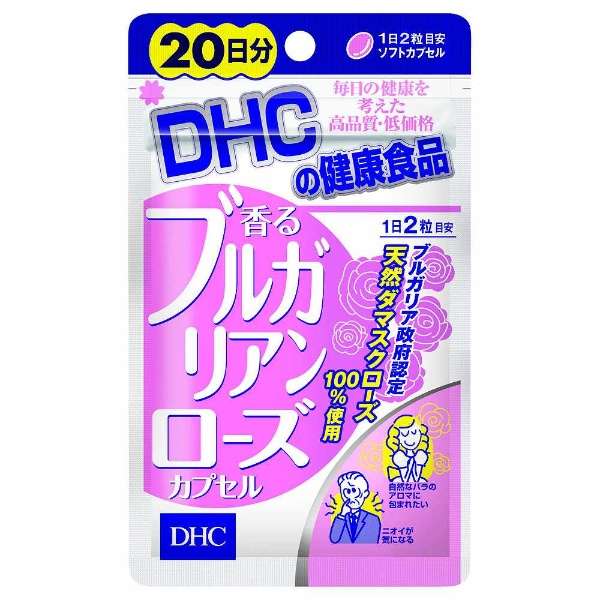 20日分
1日2粒目安
ソフトカプセル
毎日の健康を
考えた
高品質・低価格
DHC
の健康食品
1日2粒目安
香る
ブルガ
リアン
ローズ
カプセル
ブルガリア政府認定
天然ダマスクローズ
100%使用
自然なバラの
アロマに
包まれたい
ニオイが
気になる
DHC